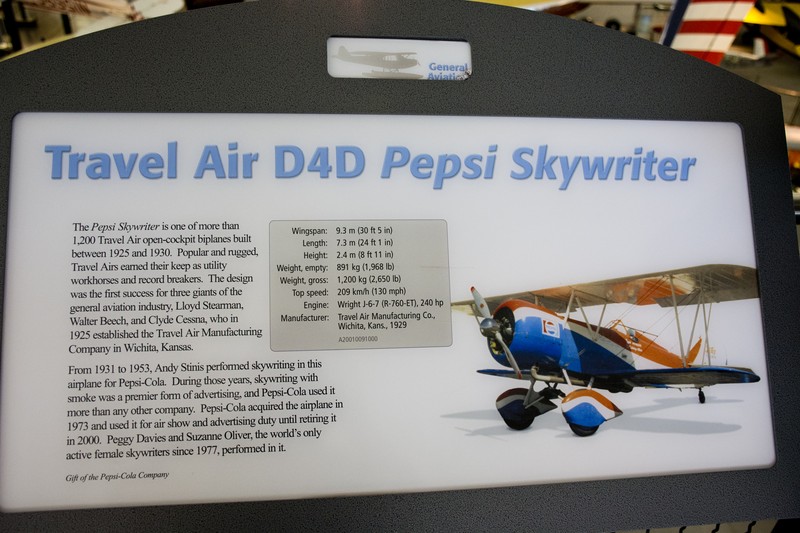 General
Aviation
Travel Air D4D Pepsi Skywriter
The Pepsi Skywriter is one of more than
1,200 Travel Air open-cockpit biplanes built
between 1925 and 1930. Popular and rugged,
Travel Airs earned their keep as utility
workhorses and record breakers. The design
was the first success for three giants of the
general aviation industry, Lloyd Stearman,
Walter Beech, and Clyde Cessna, who in
1925 established the Travel Air Manufacturing
Company in Wichita, Kansas.
From 1931 to 1953, Andy Stinis performed skywriting in this
airplane for Pepsi-Cola. During those years, skywriting with
smoke was a premier form of advertising, and Pepsi-Cola used it
more than any other company. Pepsi-Cola acquired the airplane in
1973 and used it for air show and advertising duty until retiring it
in 2000. Peggy Davies and Suzanne Oliver, the world's only
active female skywriters since 1977, performed in it.
Gift of the Pepsi-Cola Company
Wingspan: 9.3 m (30 ft 5 in)
Length: 7.3 m (24 ft 1 in)
Height: 2.4 m (8 ft 11 in)
Weight, empty: 891 kg (1,968 lb)
Weight, gross: 1,200 kg (2,650 lb)
Top speed: 209 km/h (130 mph)
Engine: Wright J-6-7 (R-760-ET), 240 hp
Manufacturer: Travel Air Manufacturing Co.,
Wichita, Kans., 1929
A20010091000